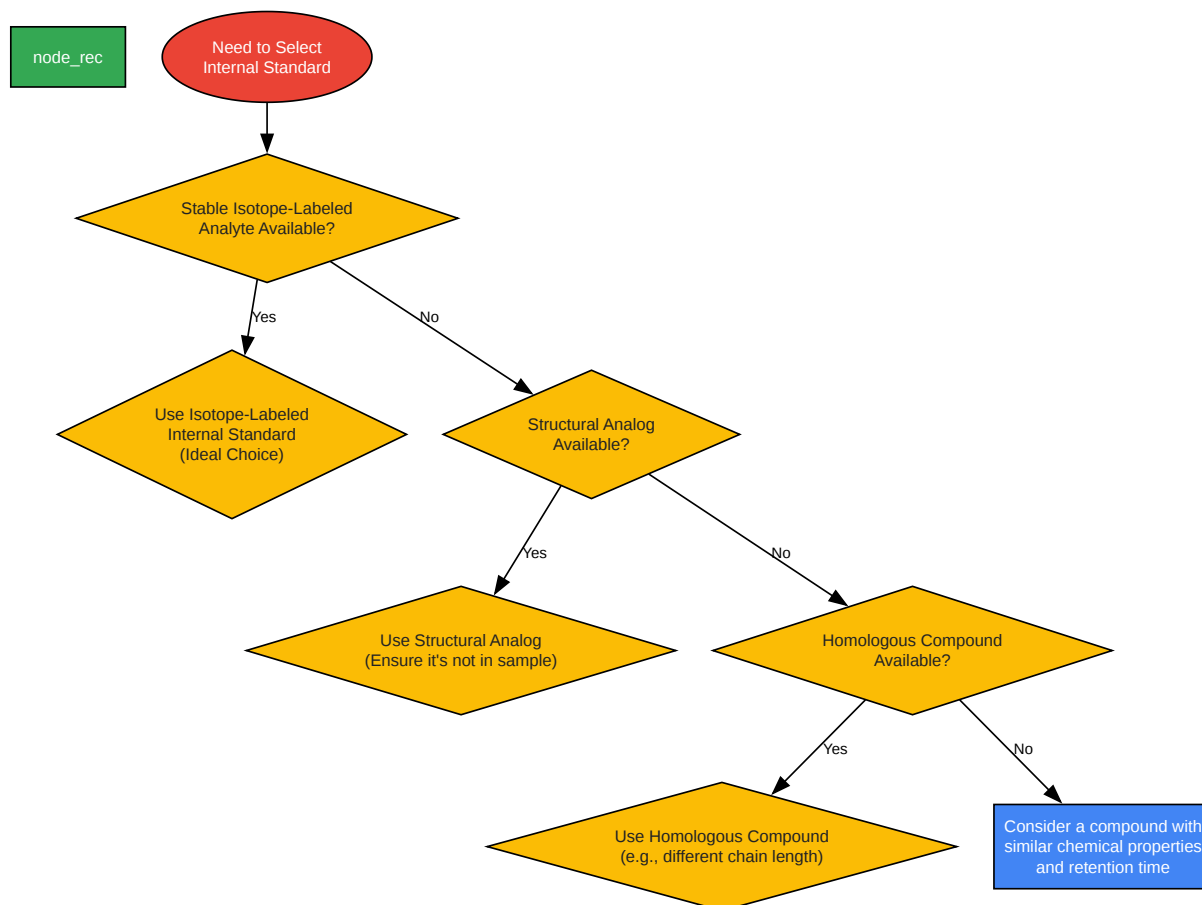 node_rec
Need to Select
Internal Standard
Stable Isotope-Labeled
Analyte Available?
Yes
No
Use Isotope-Labeled
Internal Standard
(Ideal Choice)
Structural Analog
Available?
Yes
No
Use Structural Analog
(Ensure it's not in sample)
Homologous Compound
Available?
Yes
No
Use Homologous Compound
(e.g., different chain length)
Consider a compound with
similar chemical properties
and retention time